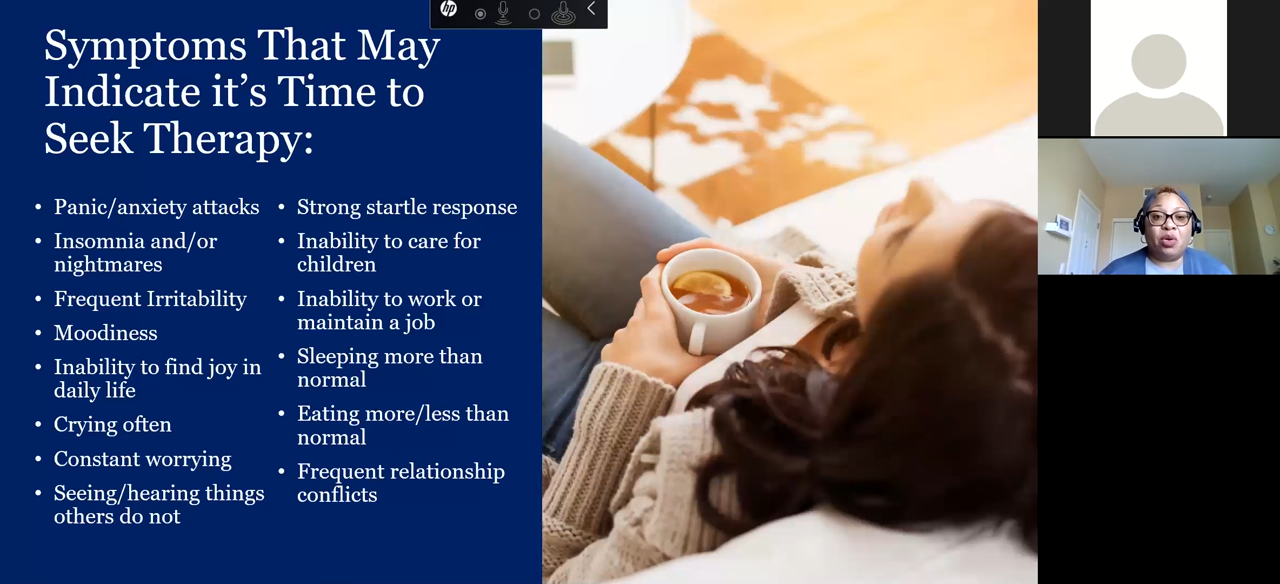 hp
Symptoms That May
Indicate it’s Time to
Seek Therapy:
• Panic/anxiety attacks
• Insomnia and/or
nightmares
• Frequent Irritability
• Moodiness
• Inability to find joy in
daily life
• Crying often
• Constant worrying
• Seeing/hearing things
others do not
• Strong startle response
• Inability to care for
children
• Inability to work or
maintain a job
• Sleeping more than
normal
• Eating more/less than
normal
• Frequent relationship
conflicts